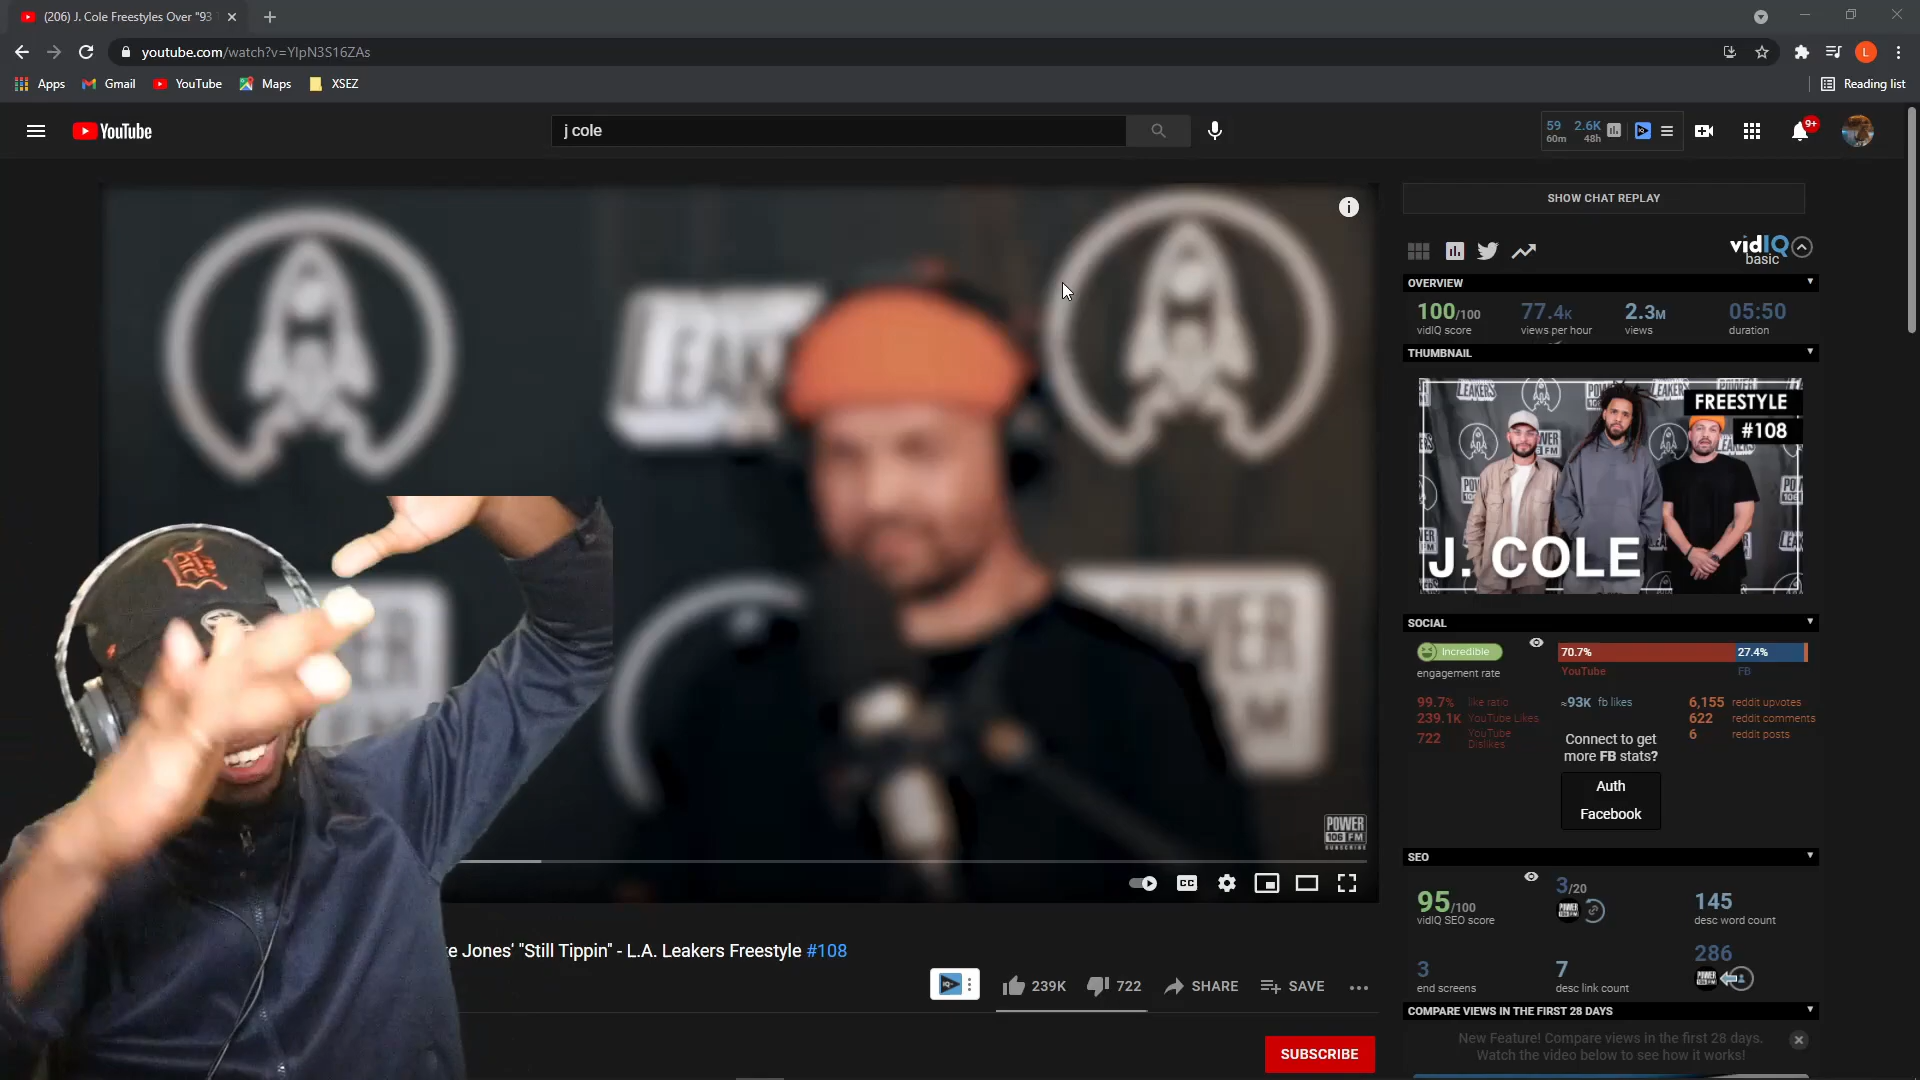 (206) J. Cole Freestyles Over "93
youtube.com/watch?v=YIpN3S16ZAs
Apps
Gmail
YouTube
Maps
XSEZ
Reading list
YouTube
j cole
59
60m
2.6K
48h
9+
SHOW CHAT REPLAY
vidIQ
basic
OVERVIEW
100/100
vidIQ score
77.4K
views per hour
2.3M
views
05:50
duration
THUMBNAIL
FREESTYLE
#108
J. COLE
SOCIAL
Incredible
engagement rate
70.7%
27.4%
YouTube
FB
99.7% like ratio
239.1K YouTube Likes
722 YouTube Dislikes
≈93K fb likes
6,155 reddit upvotes
622 reddit comments
6 reddit posts
Connect to get
more FB stats?
Auth
Facebook
POWER
106 FM
SUBSCRIBE
CC
SEO
95/100
vidIQ SEO score
3/20
145
desc word count
3
end screens
7
desc link count
286
COMPARE VIEWS IN THE FIRST 28 DAYS
New Feature! Compare views in the first 28 days.
Watch the video below to see how it works!
e Jones' "Still Tippin" - L.A. Leakers Freestyle #108
239K
722
SHARE
SAVE
SUBSCRIBE